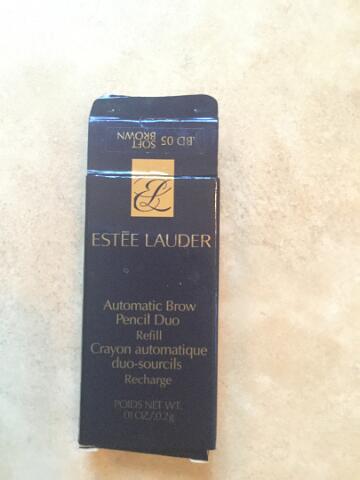 BD 05
SOFT
BROWN
EL
ESTĒE LAUDER
Automatic Brow
Pencil Duo
Refill
Crayon automatique
duo-sourcils
Recharge
POIDS NET WT.
.01 OZ./.0.2g